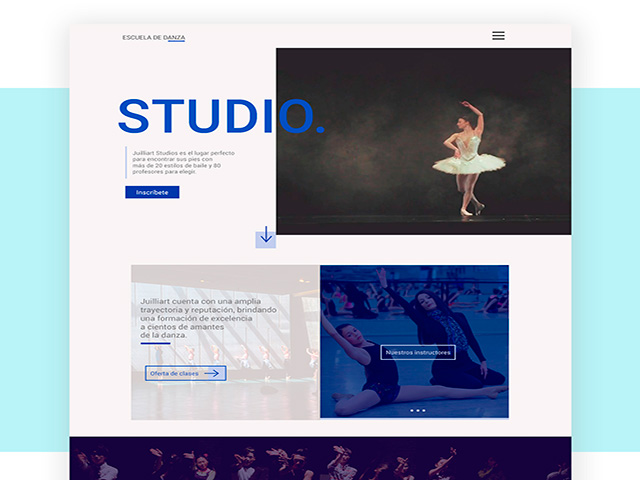 ESCUELA DE DANZA
STUDIO.
Juilliart Studios es el lugar perfecto
para encontrar sus pies con
más de 20 estilos de baile y 80
profesores para elegir.
Inscríbete
Juilliart cuenta con una amplia
trayectoria y reputación, brindando
una formación de excelencia
a cientos de amantes
de la danza.
Oferta de clases
Nuestros instructores